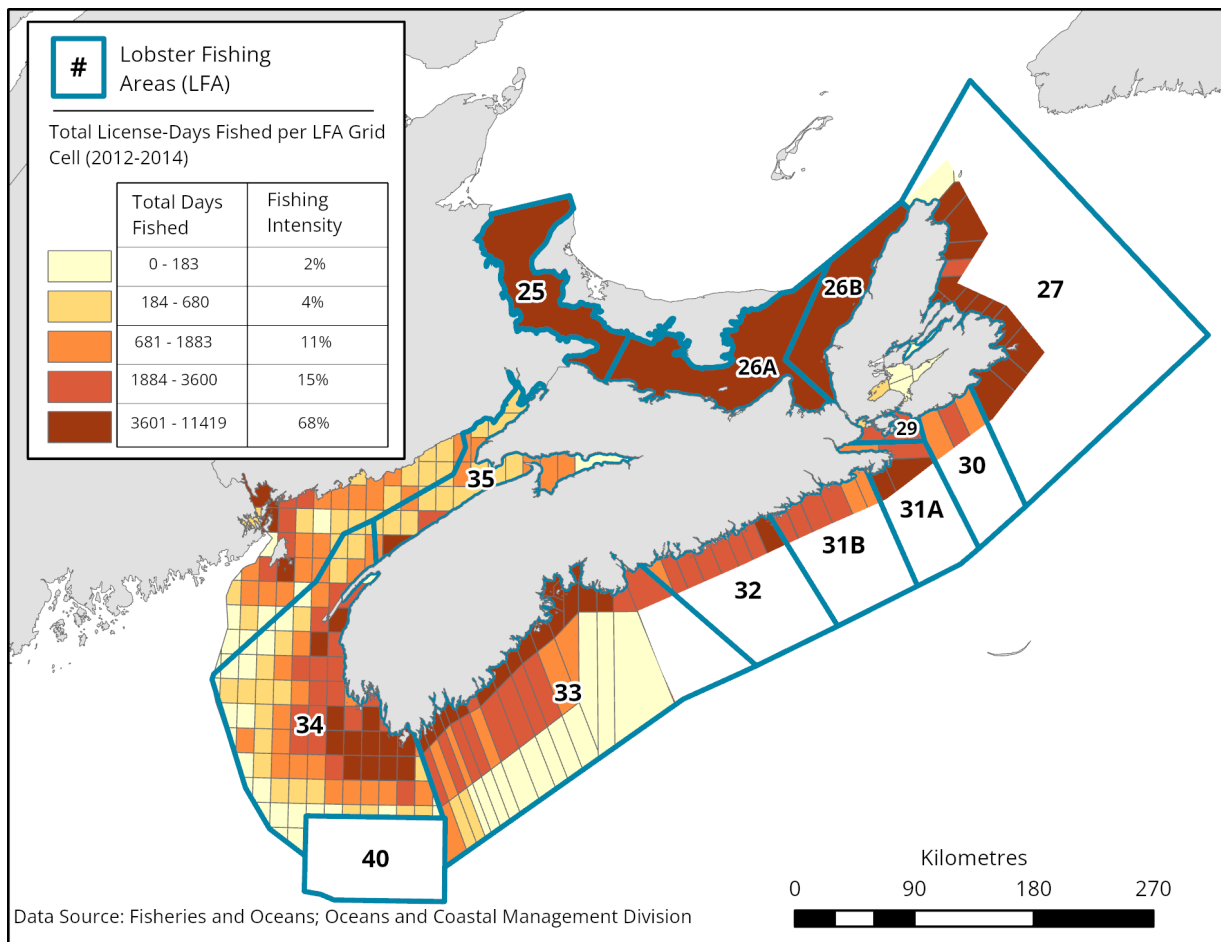 #
Lobster Fishing
Areas (LFA)
Total License-Days Fished per LFA Grid
Cell (2012-2014)
Total Days
Fished
Fishing
Intensity
0 - 183
2%
184 - 680
4%
681 - 1883
11%
1884 - 3600
15%
3601 - 11419
68%
25
26B
27
26A
29
30
35
31A
31B
32
33
34
40
Kilometres
0
90
180
270
Data Source: Fisheries and Oceans; Oceans and Coastal Management Division